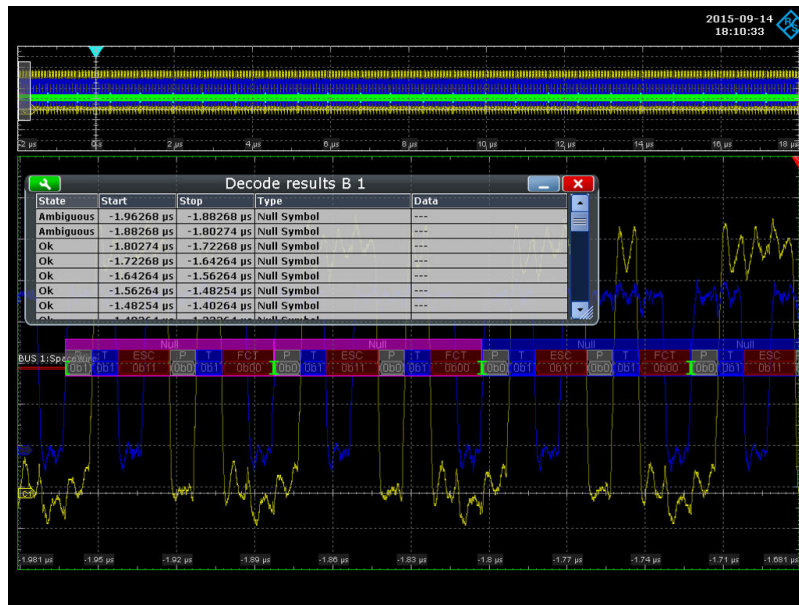 2015-09-14
18:10:33
-2 µs 0 s 2 µs 4 µs 6 µs 8 µs 10 µs 12 µs 14 µs 16 µs 18 µs
Decode results B 1
State Start Stop Type Data
Ambiguous -1.96268 µs -1.88268 µs Null Symbol ---
Ambiguous -1.88268 µs -1.80274 µs Null Symbol ---
Ok -1.80274 µs -1.72268 µs Null Symbol ---
Ok -1.72268 µs -1.64264 µs Null Symbol ---
Ok -1.64264 µs -1.56264 µs Null Symbol ---
Ok -1.56264 µs -1.48254 µs Null Symbol ---
Ok -1.48254 µs -1.40264 µs Null Symbol ---
Null Null Null Null
BUS 1:SpaceWire
P T ESC P T FCT P T ESC P T FCT P T ESC P T FCT P T ESC
0b1 0b1 0b11 0b0 0b1 0b00 0b0 0b1 0b11 0b0 0b1 0b00 0b0 0b1 0b11 0b0 0b1 0b00 0b0 0b1 0b11
C1
-1.981 µs -1.95 µs -1.92 µs -1.89 µs -1.86 µs -1.83 µs -1.8 µs -1.77 µs -1.74 µs -1.71 µs -1.681 µs